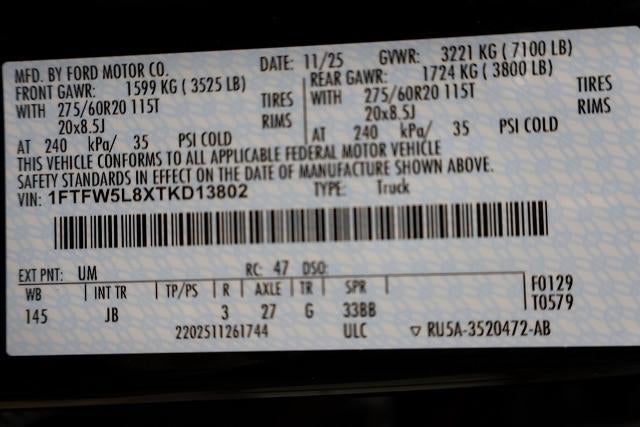 MFD. BY FORD MOTOR CO. DATE: 11/25 GVWR: 3221 KG ( 7100 LB)
FRONT GAWR: 1599 KG ( 3525 LB) REAR GAWR: 1724 KG ( 3800 LB)
WITH 275/60R20 115T TIRES WITH 275/60R20 115T TIRES
20x8.5J RIMS 20x8.5J RIMS
AT 240 kPa/ 35 PSI COLD AT 240 kPa/ 35 PSI COLD
THIS VEHICLE CONFORMS TO ALL APPLICABLE FEDERAL MOTOR VEHICLE
SAFETY STANDARDS IN EFFECT ON THE DATE OF MANUFACTURE SHOWN ABOVE.
VIN: 1FTFW5L8XTKD13802 TYPE: Truck
EXT PNT: UM RC: 47 DSO:
WB INT TR TP/PS R AXLE TR SPR F0129
145 JB 3 27 G 33BB T0579
2202511261744 ULC ▽ RU5A-3520472-AB